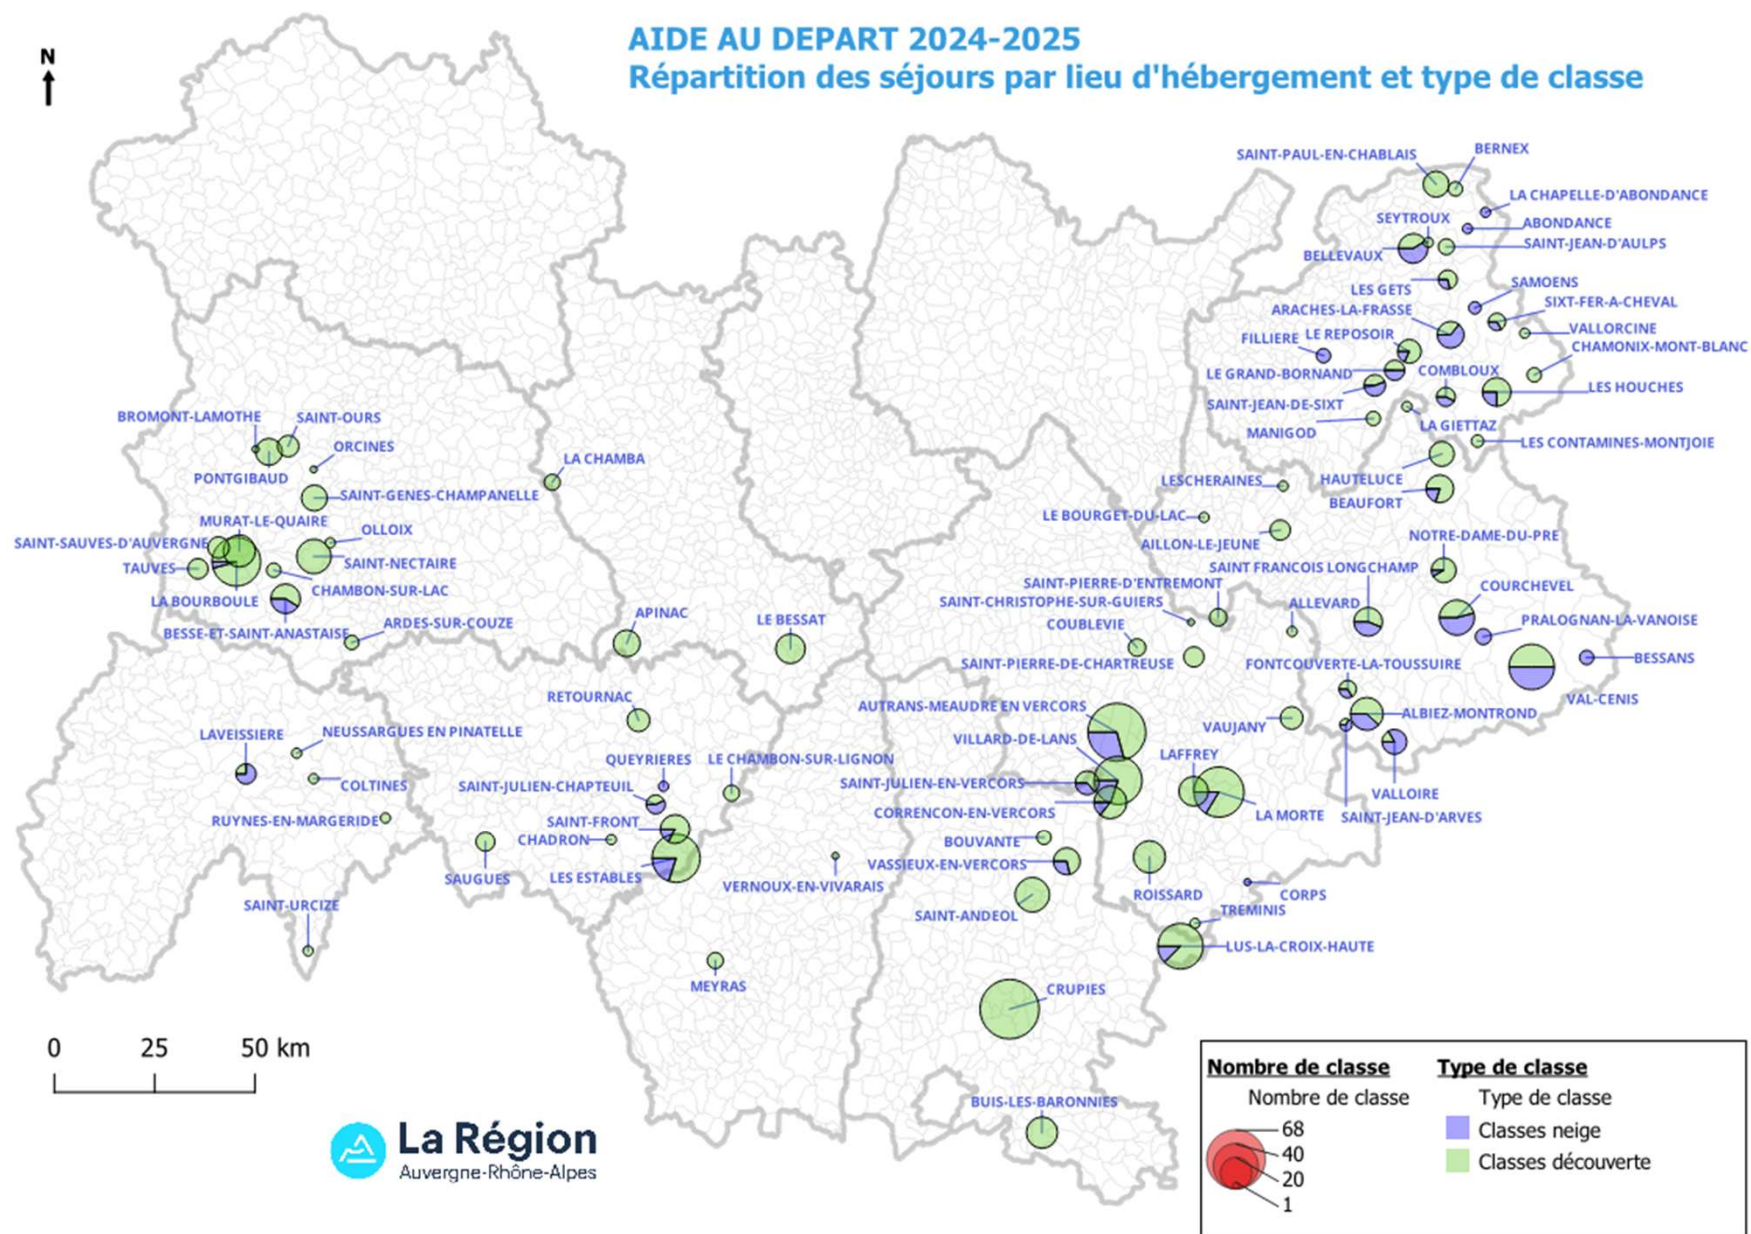 N
AIDE AU DEPART 2024-2025
Répartition des séjours par lieu d'hébergement et type de classe
SAINT-PAUL-EN-CHABLAIS
BERNEX
LA CHAPELLE-D'ABONDANCE
SEYTROUX
ABONDANCE
SAINT-JEAN-D'AULPS
BELLEVAUX
LES GETS
SAMOENS
ARACHES-LA-FRASSE
SIXT-FER-A-CHEVAL
FILLIERE
LE REPOSOIR
VALLORCINE
CHAMONIX-MONT-BLANC
LE GRAND-BORNAND
COMBLOUX
LES HOUCHES
SAINT-JEAN-DE-SIXT
MANIGOD
LA GIETTAZ
LES CONTAMINES-MONTJOIE
BROMONT-LAMOTHE
SAINT-OURS
ORCINES
LA CHAMBA
PONTGIBAUD
LESCHERAINES
HAUTELUCE
SAINT-GENES-CHAMPANELLE
BEAUFORT
LE BOURGET-DU-LAC
MURAT-LE-QUAIRE
OLLOIX
SAINT-SAUVES-D'AUVERGNE
AILLON-LE-JEUNE
NOTRE-DAME-DU-PRE
TAUVES
SAINT-NECTAIRE
SAINT FRANCOIS LONGCHAMP
SAINT-PIERRE-D'ENTREMONT
COURCHEVEL
CHAMBON-SUR-LAC
LA BOURBOULE
SAINT-CHRISTOPHE-SUR-GUIERS
ALLEVARD
APINAC
LE BESSAT
COUBLEVIE
PRALOGNAN-LA-VANOISE
ARDES-SUR-COUZE
BESSE-ET-SAINT-ANASTAISE
BESSANS
SAINT-PIERRE-DE-CHARTREUSE
FONTCOUVERTE-LA-TOUSSUIRE
VAL-CENIS
RETOURNAC
AUTRANS-MEAUDRE EN VERCORS
ALBIEZ-MONTROND
VAUJANY
LAVEISSIERE
NEUSSARGUES EN PINATELLE
VILLARD-DE-LANS
LAFFREY
QUEYRIERES
LE CHAMBON-SUR-LIGNON
COLTINES
SAINT-JULIEN-CHAPTEUIL
SAINT-JULIEN-EN-VERCORS
VALLOIRE
CORRENCON-EN-VERCORS
LA MORTE
SAINT-JEAN-D'ARVES
RUYNES-EN-MARGERIDE
SAINT-FRONT
CHADRON
BOUVANTE
VASSIEUX-EN-VERCORS
SAUGUES
LES ESTABLES
VERNOUX-EN-VIVARAIS
ROISSARD
CORPS
SAINT-URCIZE
TREMINIS
SAINT-ANDEOL
LUS-LA-CROIX-HAUTE
MEYRAS
CRUPIES
BUIS-LES-BARONNIES
0 25 50 km
La Région
Auvergne-Rhône-Alpes
Nombre de classe
Nombre de classe
68
40
20
1
Type de classe
Type de classe
Classes neige
Classes découverte